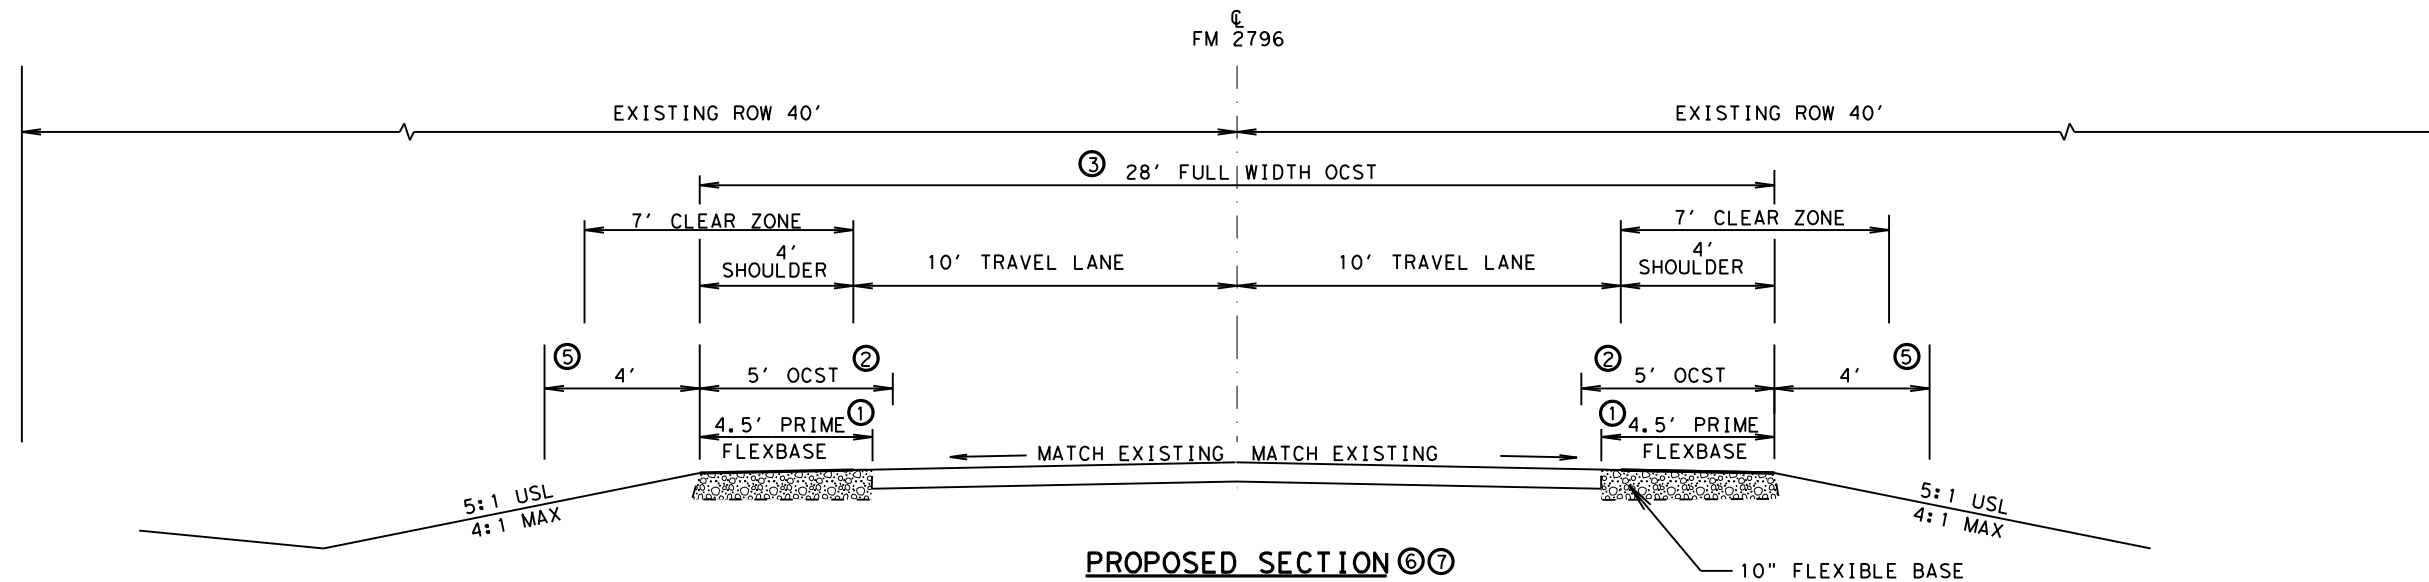 ℄
FM 2796
EXISTING ROW 40' EXISTING ROW 40'
③ 28' FULL WIDTH OCST
7' CLEAR ZONE 7' CLEAR ZONE
4' SHOULDER 10' TRAVEL LANE 10' TRAVEL LANE 4' SHOULDER
⑤ ② ② ⑤
4' 5' OCST 5' OCST 4'
4.5' PRIME ① ① 4.5' PRIME
FLEXBASE MATCH EXISTING MATCH EXISTING FLEXBASE
5:1 USL 5:1 USL
4:1 MAX 4:1 MAX
PROPOSED SECTION ⑥⑦
10" FLEXIBLE BASE